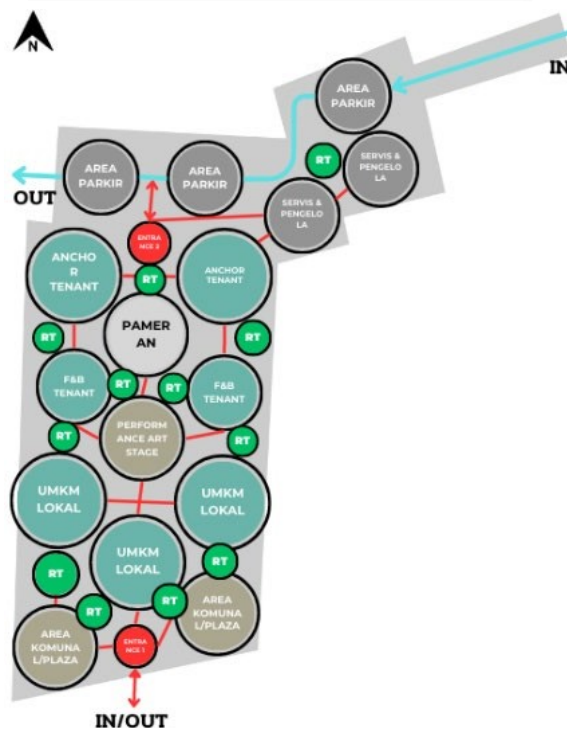 N
IN
AREA
PARKIR
RT
SERVIS &
PENGELO
LA
AREA
PARKIR
AREA
PARKIR
OUT
SERVIS &
PENGELO
LA
ENTRA
NCE 2
ANCHO
R
TENANT
ANCHOR
TENANT
RT
PAMER
AN
RT
RT
F&B
TENANT
RT
RT
F&B
TENANT
PERFORM
ANCE ART
STAGE
RT
RT
UMKM
LOKAL
UMKM
LOKAL
UMKM
LOKAL
RT
RT
RT
RT
AREA
KOMUNA
L/PLAZA
AREA
KOMUNA
L/PLAZA
ENTRA
NCE 1
IN/OUT